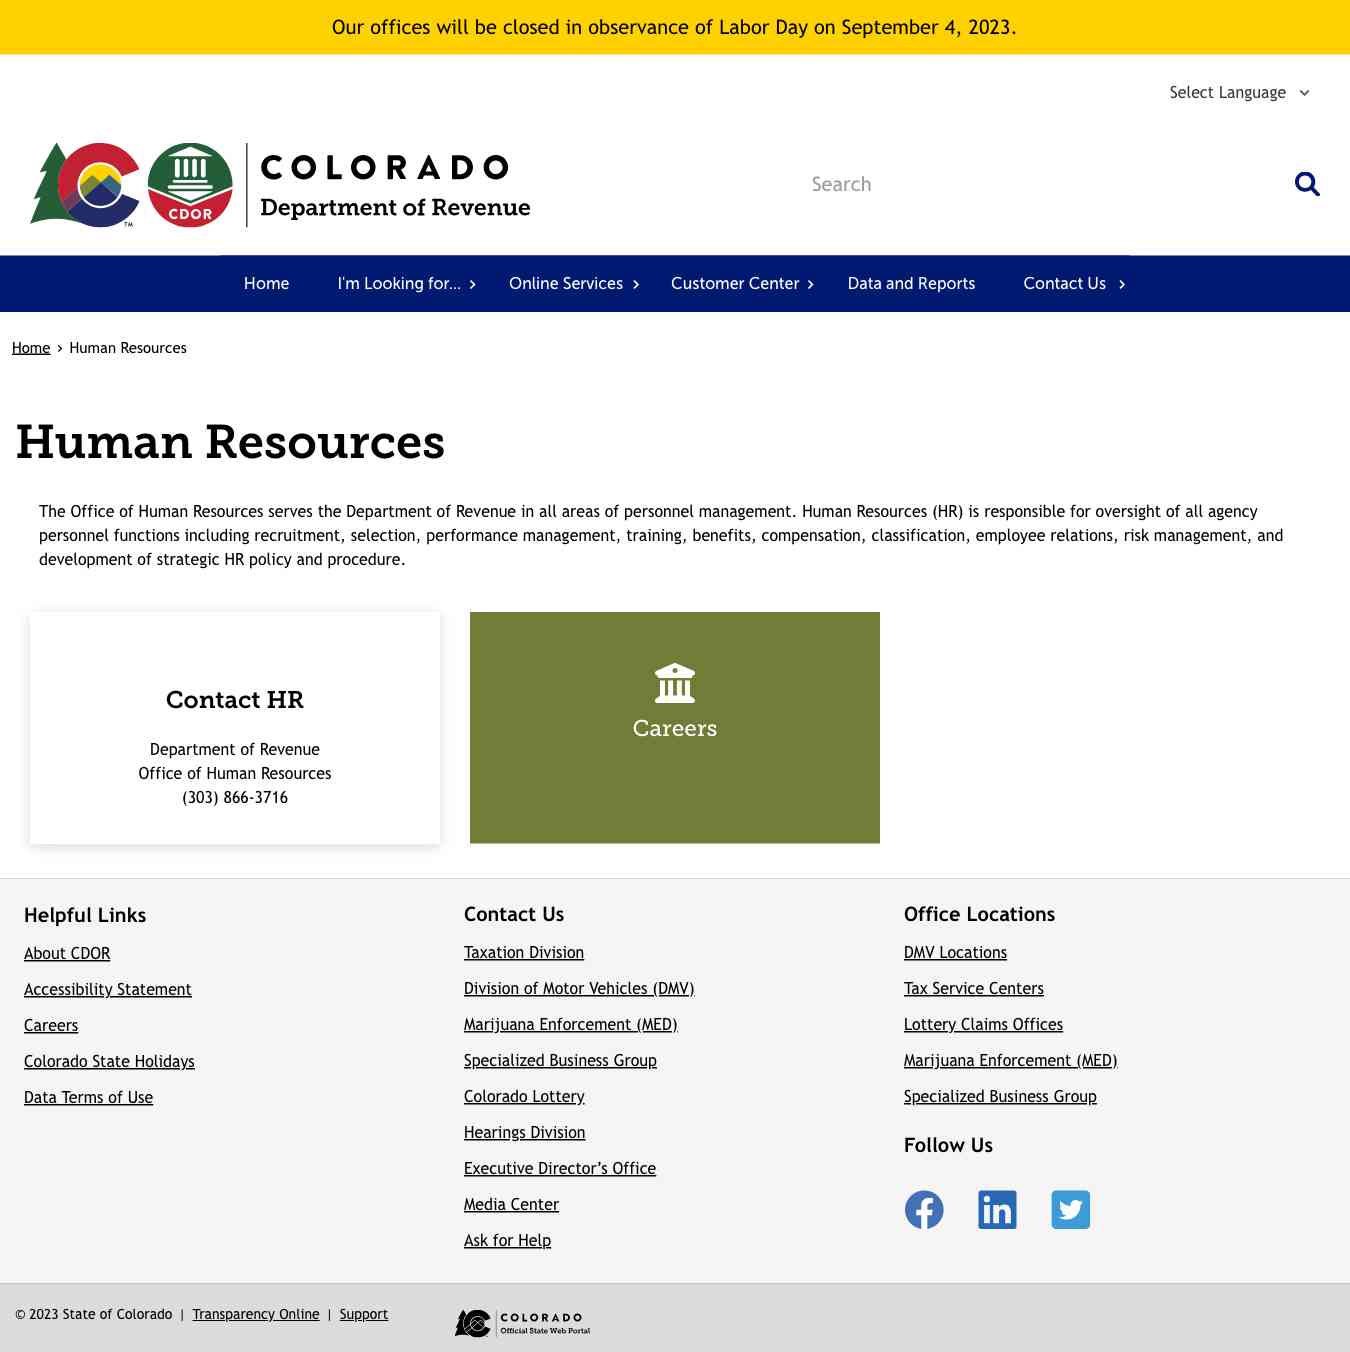 Our offices will be closed in observance of Labor Day on September 4, 2023.
Select Language
COLORADO
Department of Revenue
CDOR
TM
Search
Home
I'm Looking for...
Online Services
Customer Center
Data and Reports
Contact Us
Home › Human Resources
Human Resources
The Office of Human Resources serves the Department of Revenue in all areas of personnel management. Human Resources (HR) is responsible for oversight of all agency
personnel functions including recruitment, selection, performance management, training, benefits, compensation, classification, employee relations, risk management, and
development of strategic HR policy and procedure.
Contact HR
Department of Revenue
Office of Human Resources
(303) 866-3716
Careers
Helpful Links
About CDOR
Accessibility Statement
Careers
Colorado State Holidays
Data Terms of Use
Contact Us
Taxation Division
Division of Motor Vehicles (DMV)
Marijuana Enforcement (MED)
Specialized Business Group
Colorado Lottery
Hearings Division
Executive Director’s Office
Media Center
Ask for Help
Office Locations
DMV Locations
Tax Service Centers
Lottery Claims Offices
Marijuana Enforcement (MED)
Specialized Business Group
Follow Us
© 2023 State of Colorado | Transparency Online | Support
COLORADO
Official State Web Portal